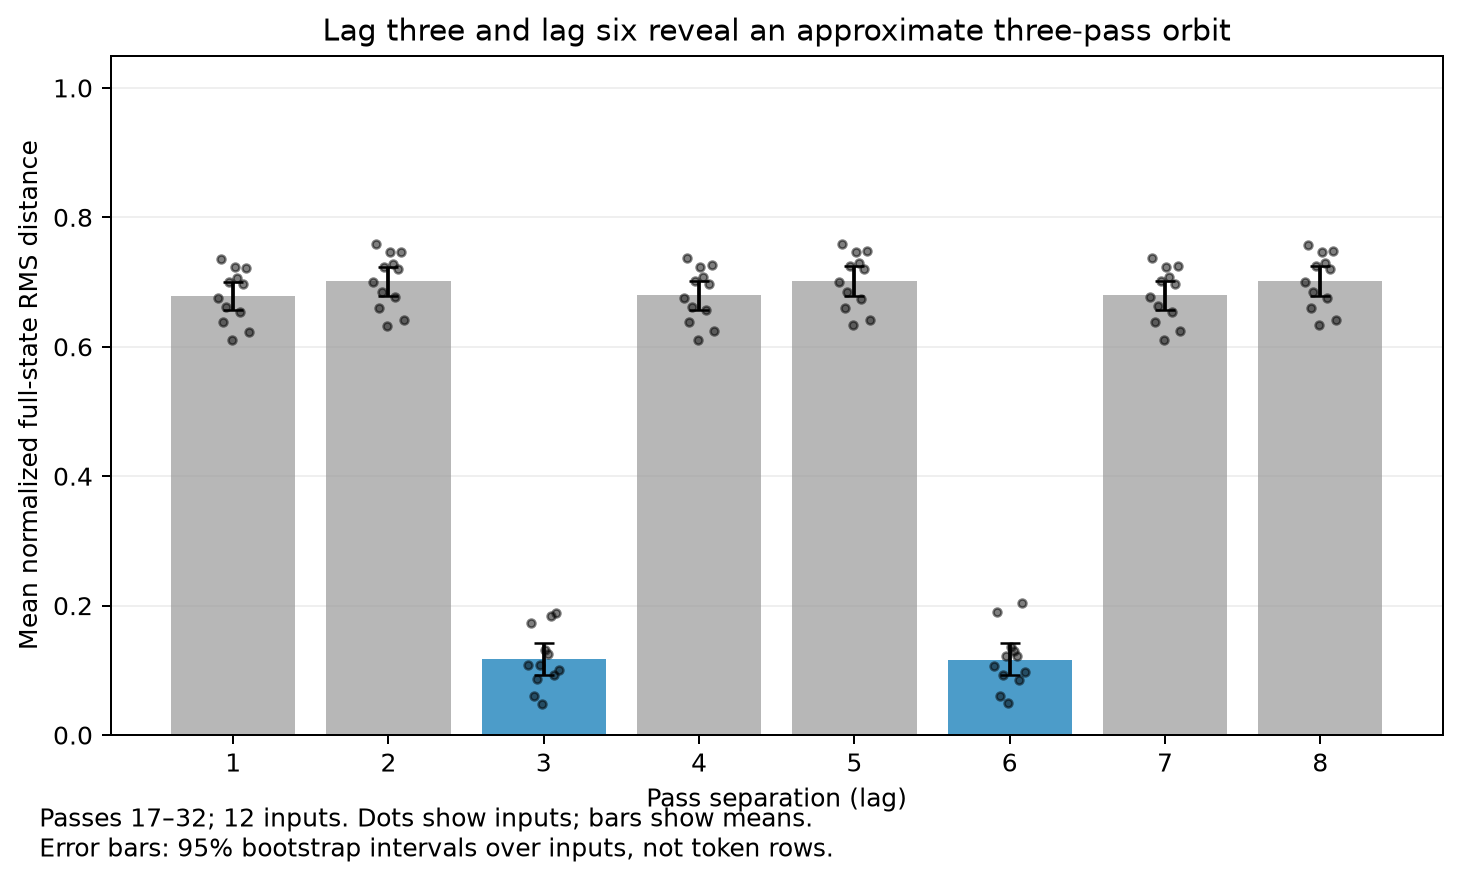 Lag three and lag six reveal an approximate three-pass orbit
Mean normalized full-state RMS distance
1.0
0.8
0.6
0.4
0.2
0.0
1 2 3 4 5 6 7 8
Pass separation (lag)
Passes 17–32; 12 inputs. Dots show inputs; bars show means.
Error bars: 95% bootstrap intervals over inputs, not token rows.